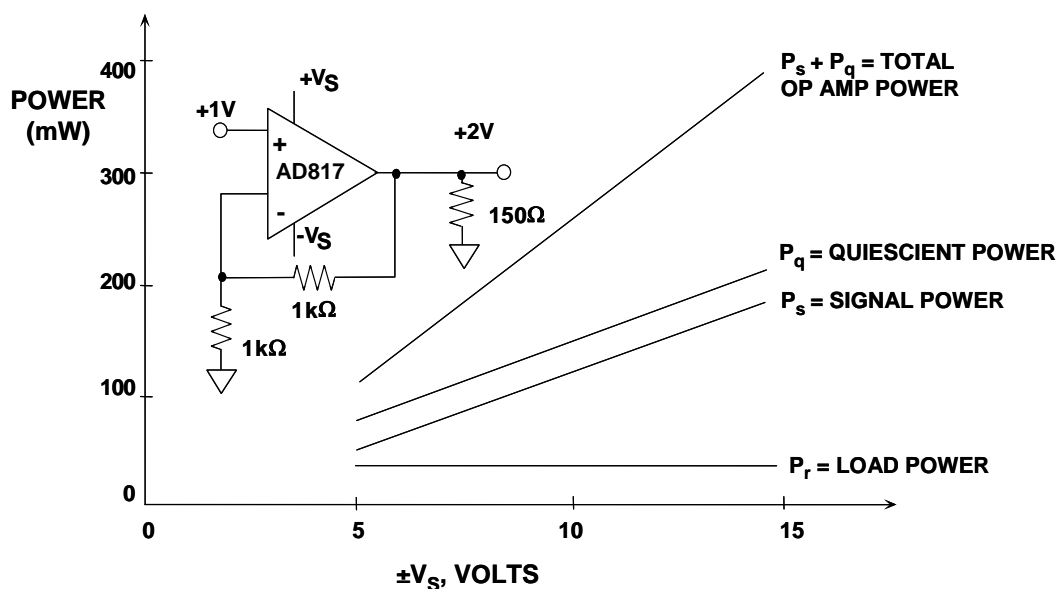 400
POWER
(mW)
300
200
100
0
0
5
10
15
±VS, VOLTS
+VS
+1V
+
AD817
-
-VS
+2V
150Ω
1kΩ
1kΩ
Ps + Pq = TOTAL
OP AMP POWER
Pq = QUIESCENT POWER
Ps = SIGNAL POWER
Pr = LOAD POWER